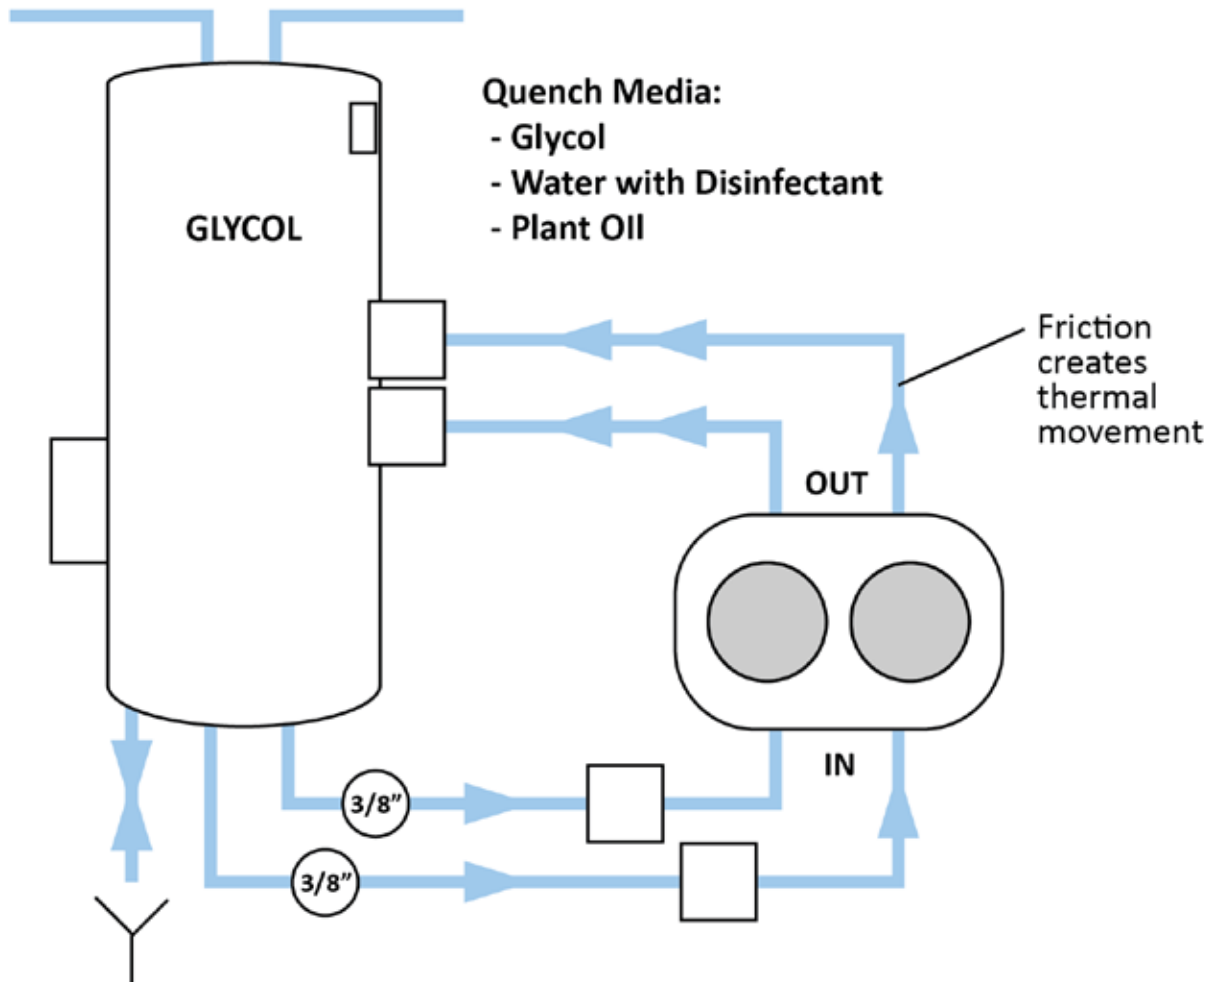 Quench Media:
- Glycol
- Water with Disinfectant
- Plant OIl
GLYCOL
Friction
creates
thermal
movement
OUT
IN
3/8”
3/8”